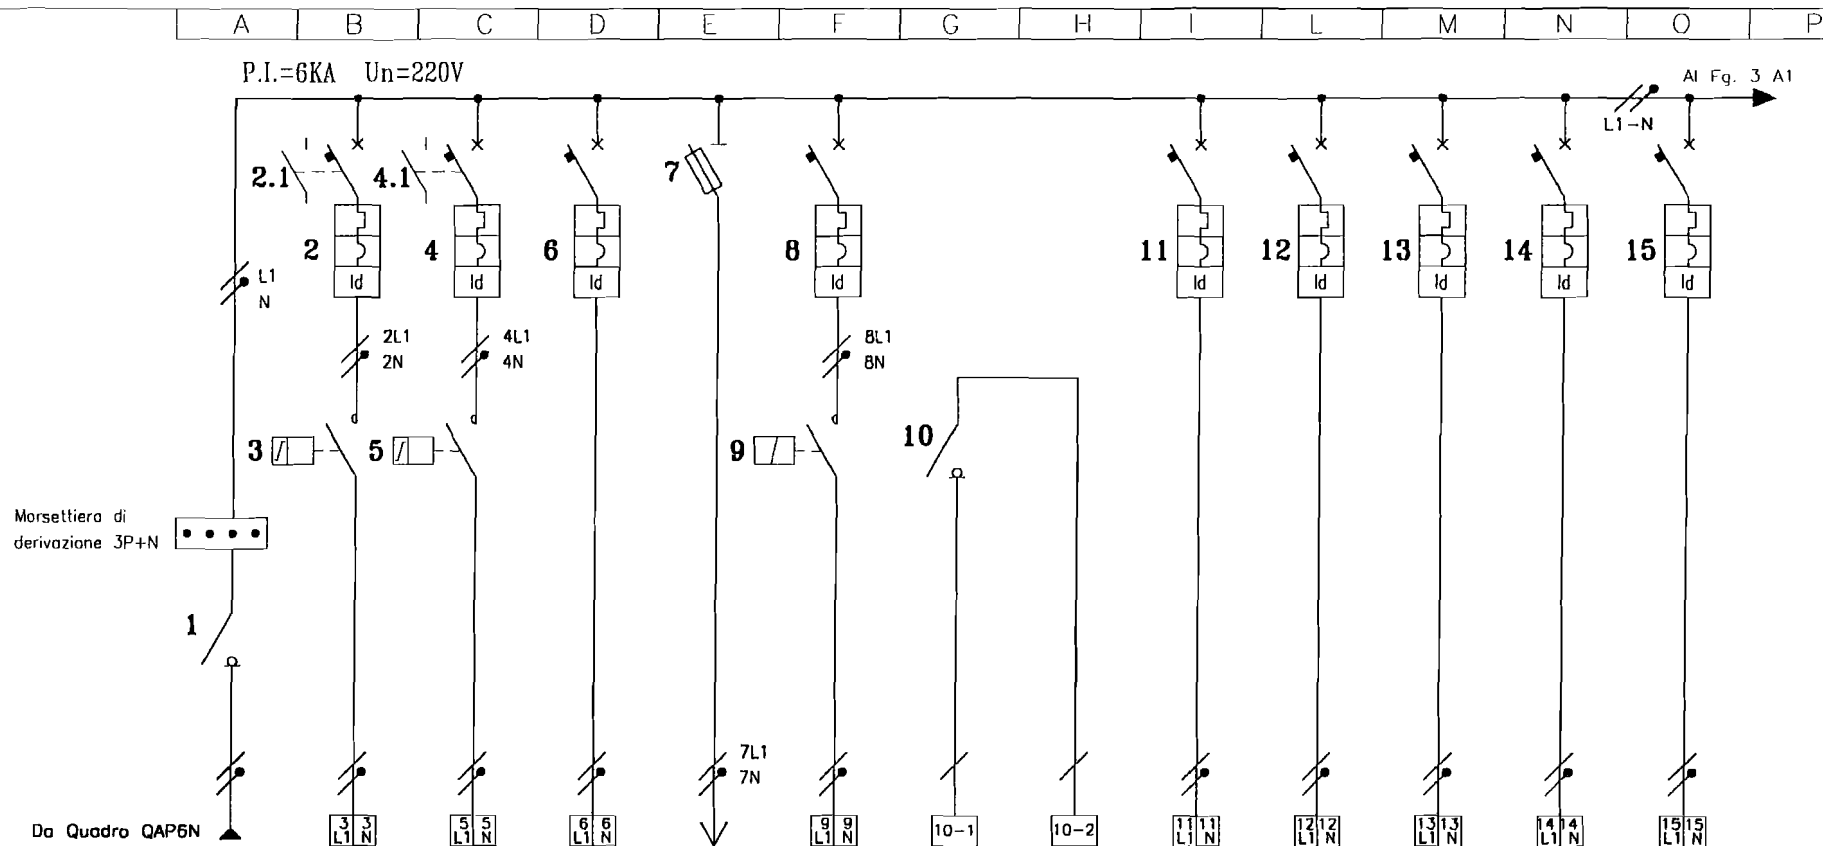 A B C D E F G H I L M N O P
P.I.=6KA Un=220V
Al Fg. 3 A1
L1-N
2.1
4.1
7
2
4
6
8
11
12
13
14
15
Id Id Id Id Id Id Id Id Id
L1
N
2L1
2N
4L1
4N
8L1
8N
3
5
9
10
Morsettiera di
derivazione 3P+N
1
7L1
7N
Da Quadro QAP6N
3 3
L1 N
5 5
L1 N
6 6
L1 N
9 9
L1 N
10-1
10-2
11 11
L1 N
12 12
L1 N
13 13
L1 N
14 14
L1 N
15 15
L1 N